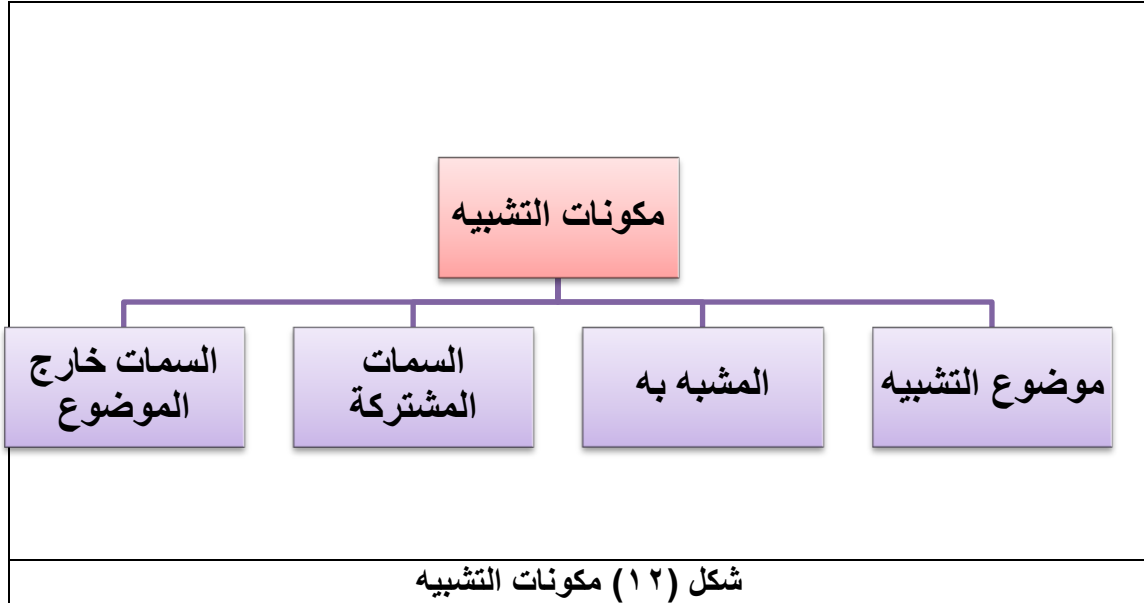 مكونات التشبيه
موضوع التشبيه
المشبه به
السمات
المشتركة
السمات خارج
الموضوع
شكل (١٢) مكونات التشبيه